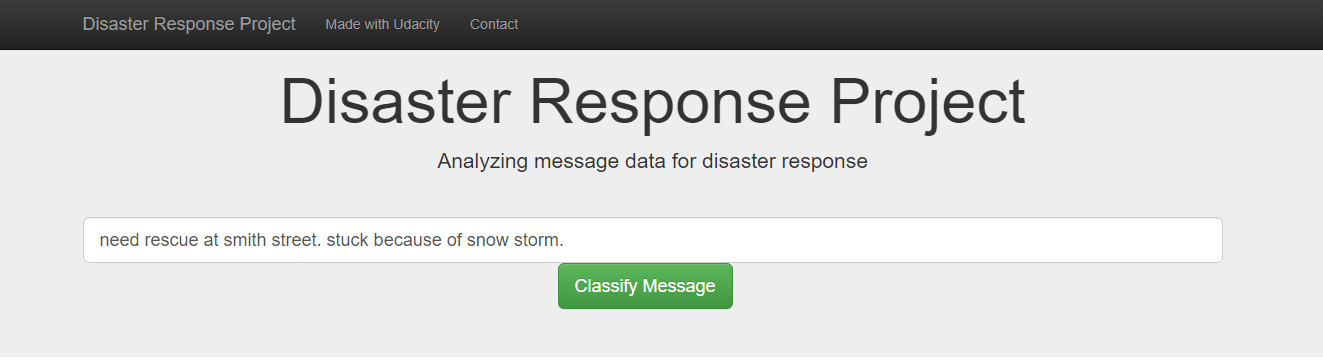 Disaster Response Project Made with Udacity Contact
Disaster Response Project
Analyzing message data for disaster response
need rescue at smith street. stuck because of snow storm.
Classify Message